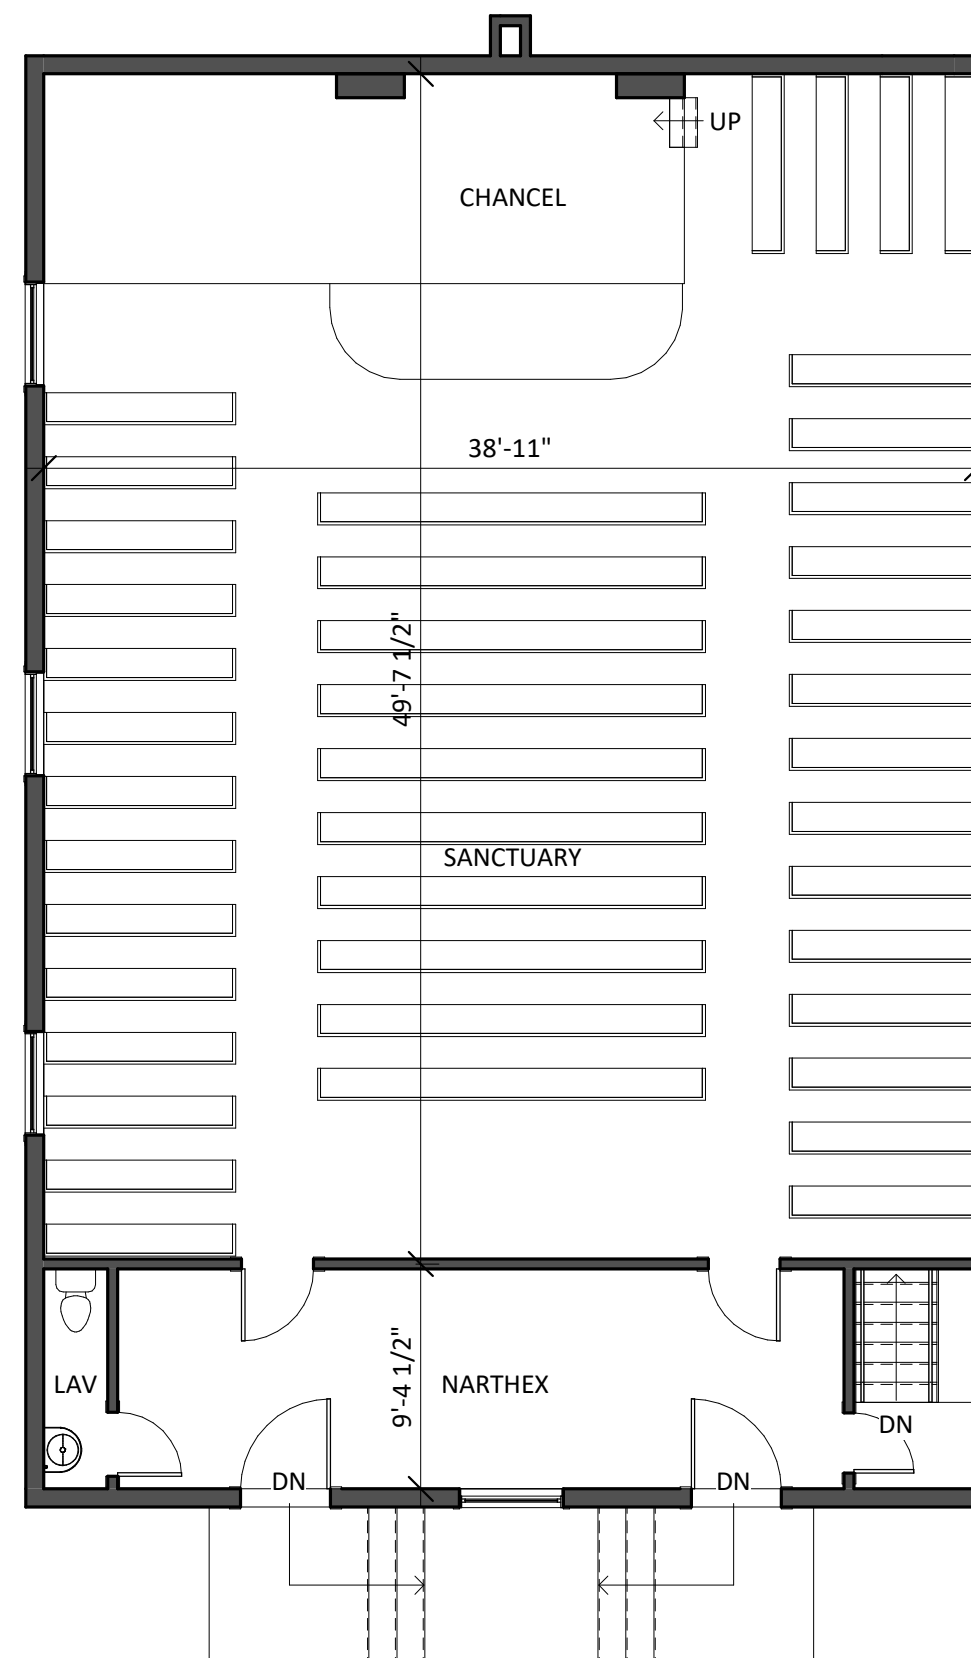 UP
CHANCEL
38'-11"
49'-7 1/2"
SANCTUARY
9'-4 1/2"
LAV
NARTHEX
DN
DN
DN